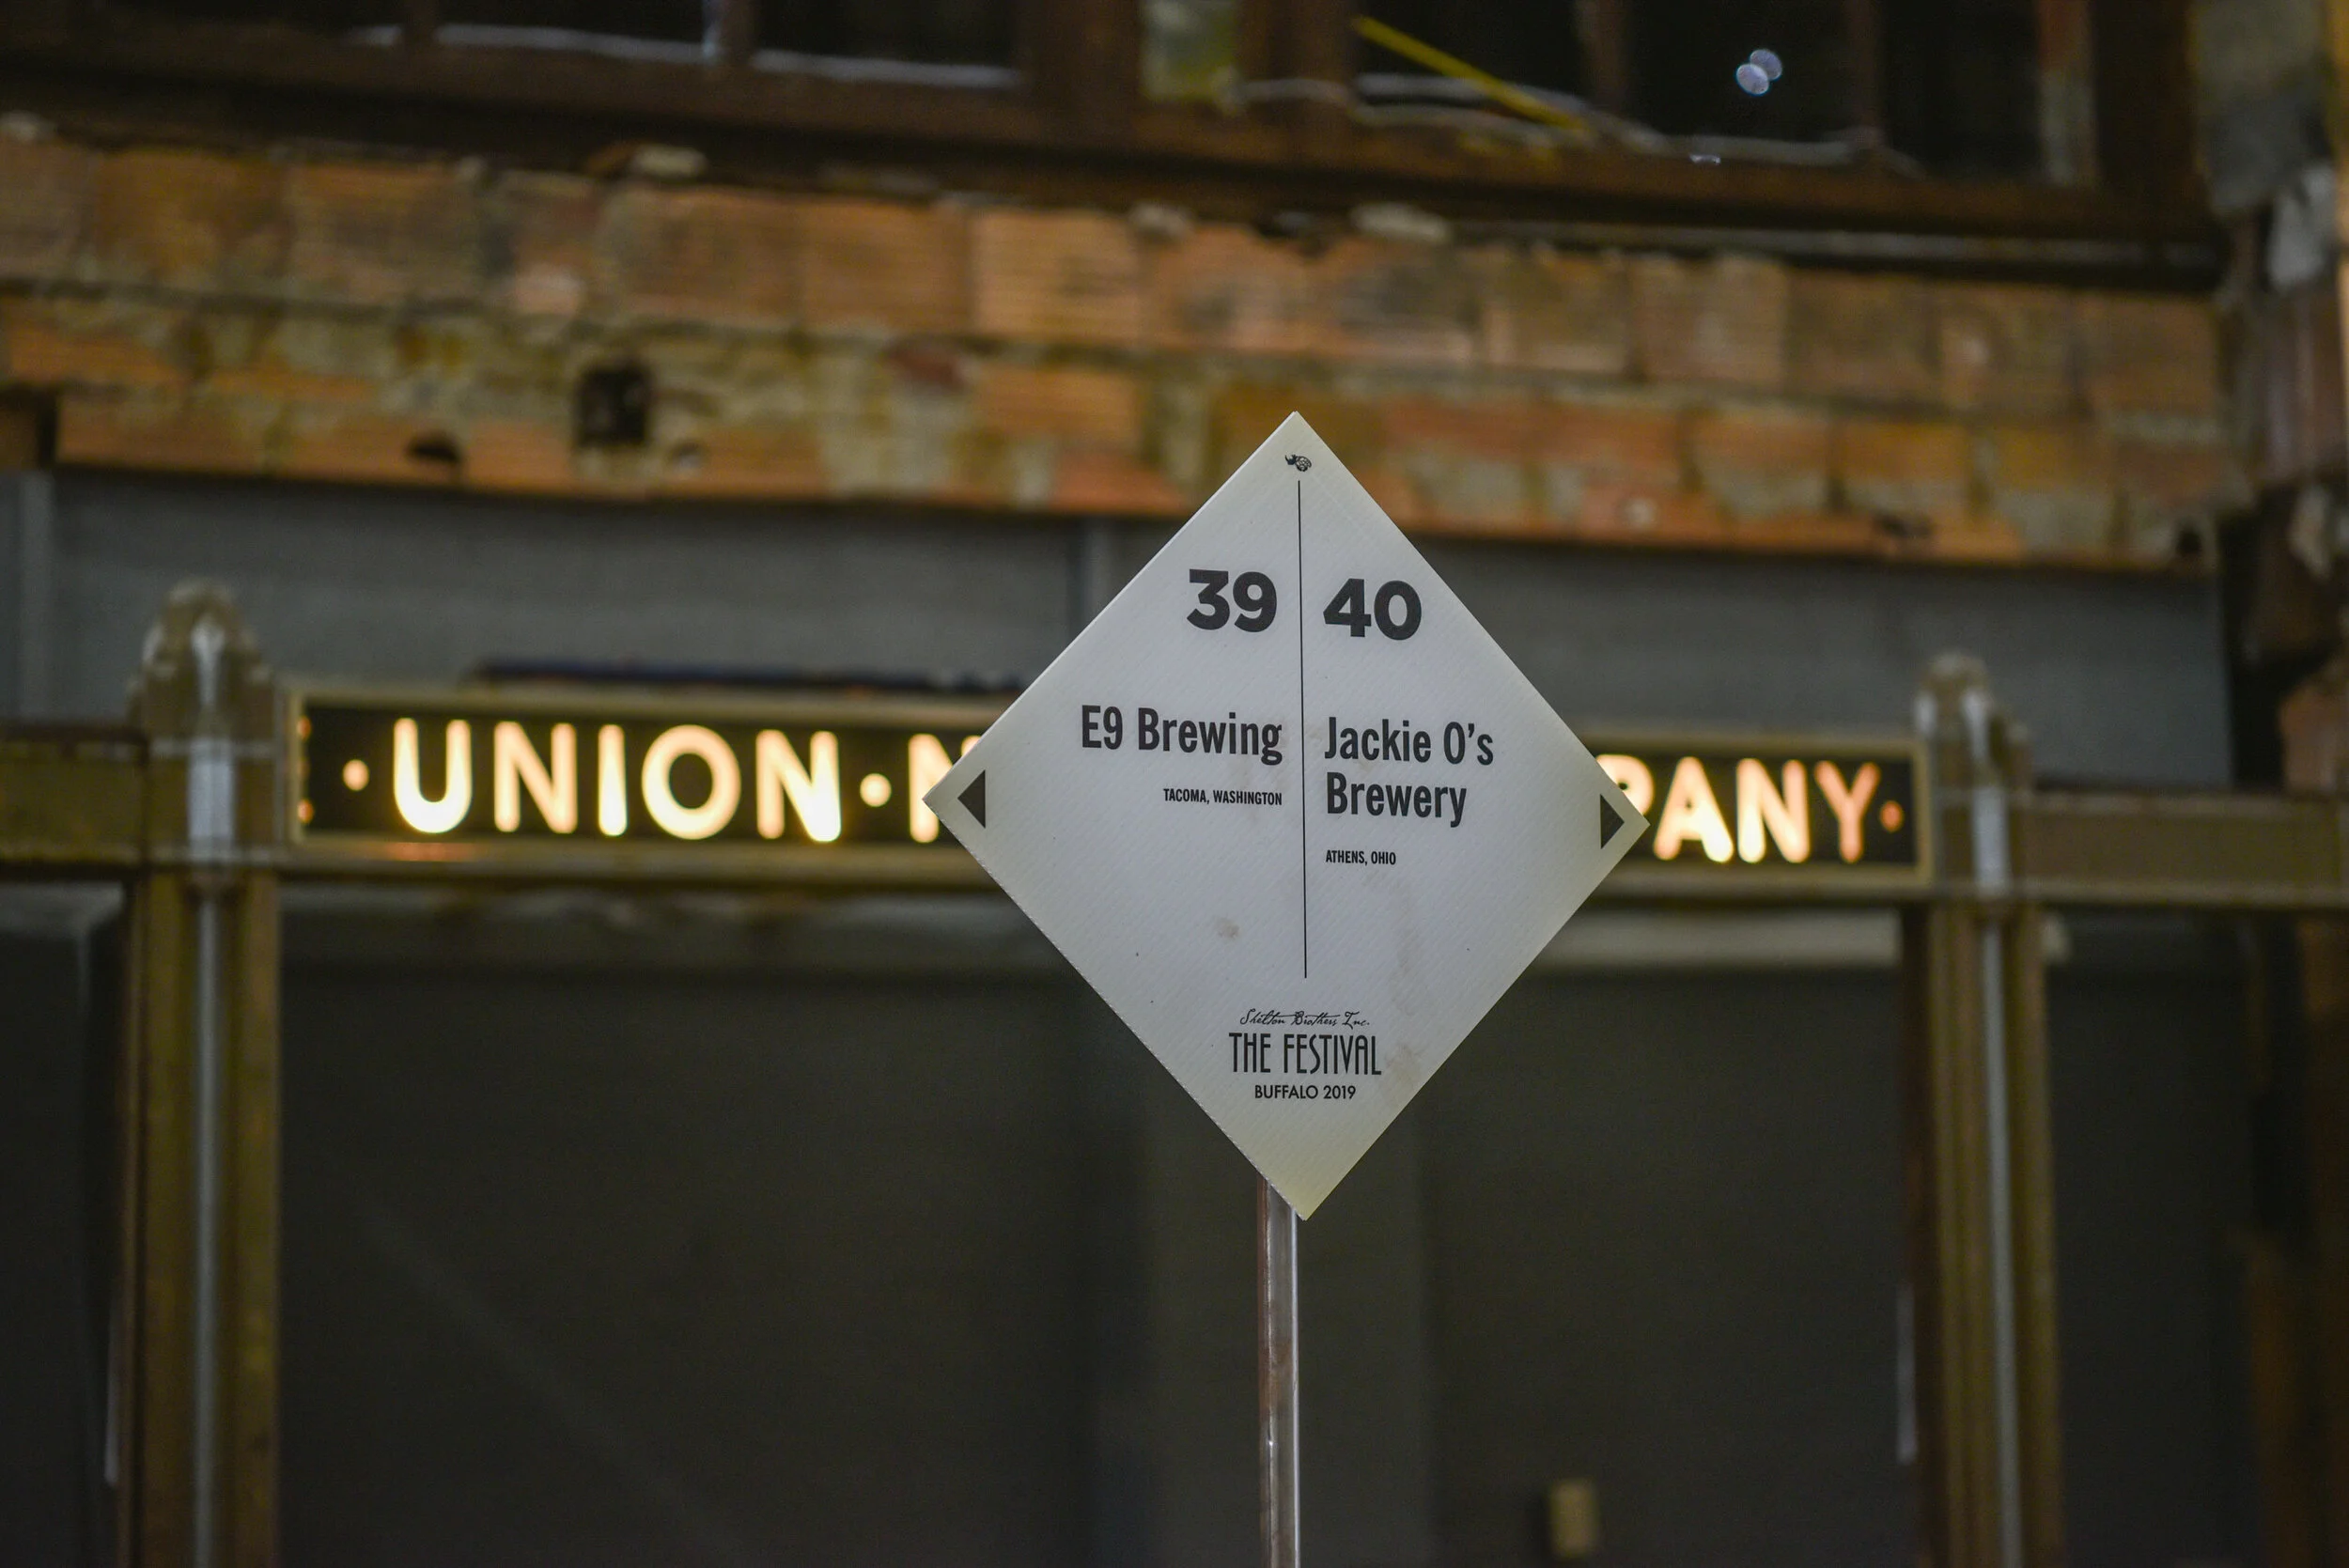 · UNION ·
PANY ·
39
E9 Brewing
TACOMA, WASHINGTON
40
Jackie O's
Brewery
ATHENS, OHIO
Shelton Brothers Inc.
THE FESTIVAL
BUFFALO 2019